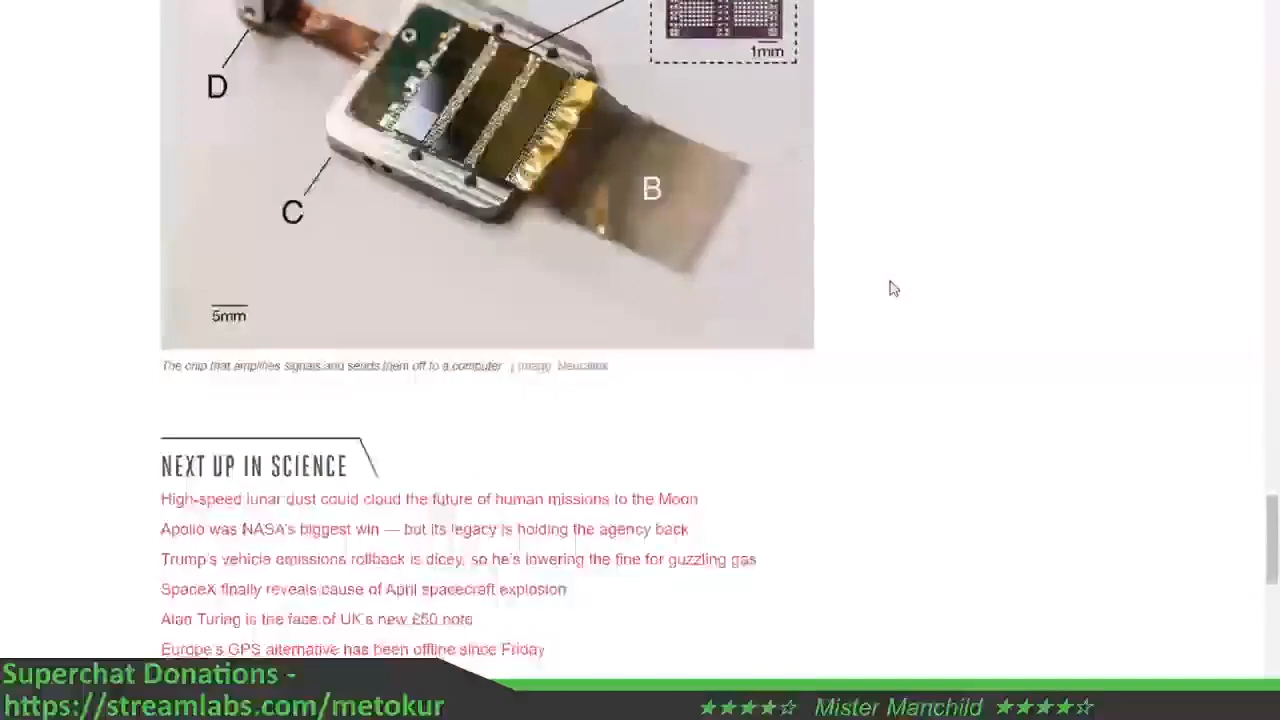 1mm
D
B
C
5mm
The chip that amplifies signals and sends them off to a computer | Image: Neuralink
NEXT UP IN SCIENCE
High-speed lunar dust could cloud the future of human missions to the Moon
Apollo was NASA's biggest win — but its legacy is holding the agency back
Trump's vehicle emissions rollback is dicey, so he's lowering the fine for guzzling gas
SpaceX finally reveals cause of April spacecraft explosion
Alan Turing is the face of UK's new £50 note
Europe's GPS alternative has been offline since Friday
Superchat Donations -
https://streamlabs.com/metokur
★★★★☆ Mister Manchild ★★★★☆